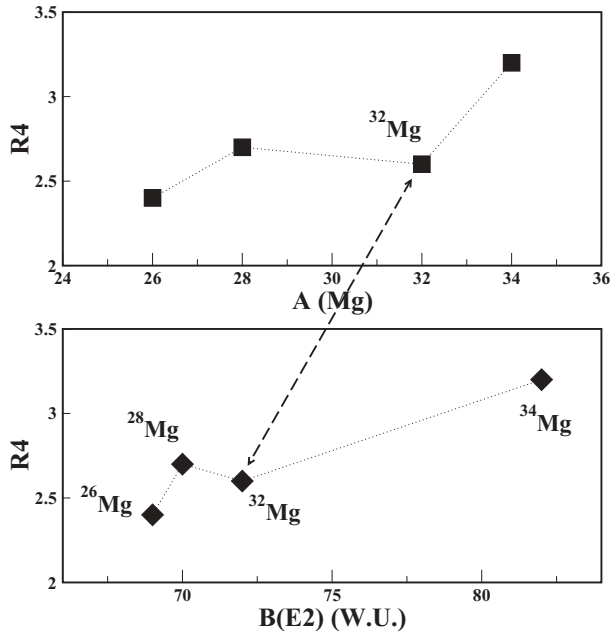 3.5
3
2.5
2
R4
³²Mg
24 26 28 30 32 34 36
A (Mg)
3.5
3
2.5
2
R4
²⁸Mg
³⁴Mg
²⁶Mg
³²Mg
70 75 80
B(E2) (W.U.)